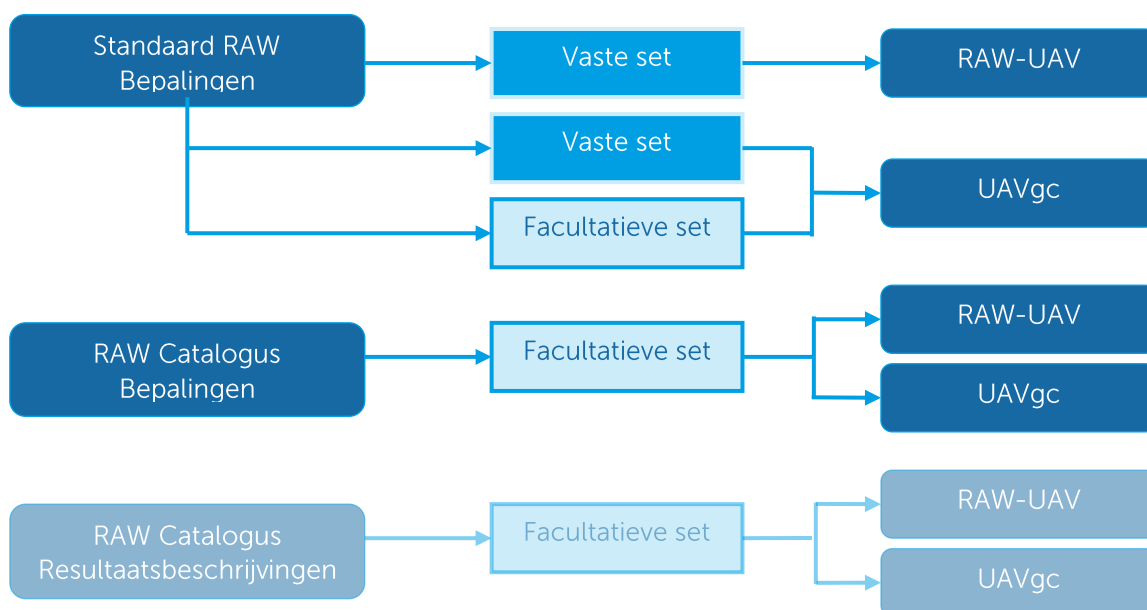 Standaard RAW
Bepalingen
Vaste set
RAW-UAV
Vaste set
Facultatieve set
UAVgc
RAW Catalogus
Bepalingen
Facultatieve set
RAW-UAV
UAVgc
RAW Catalogus
Resultaatsbeschrijvingen
Facultatieve set
RAW-UAV
UAVgc